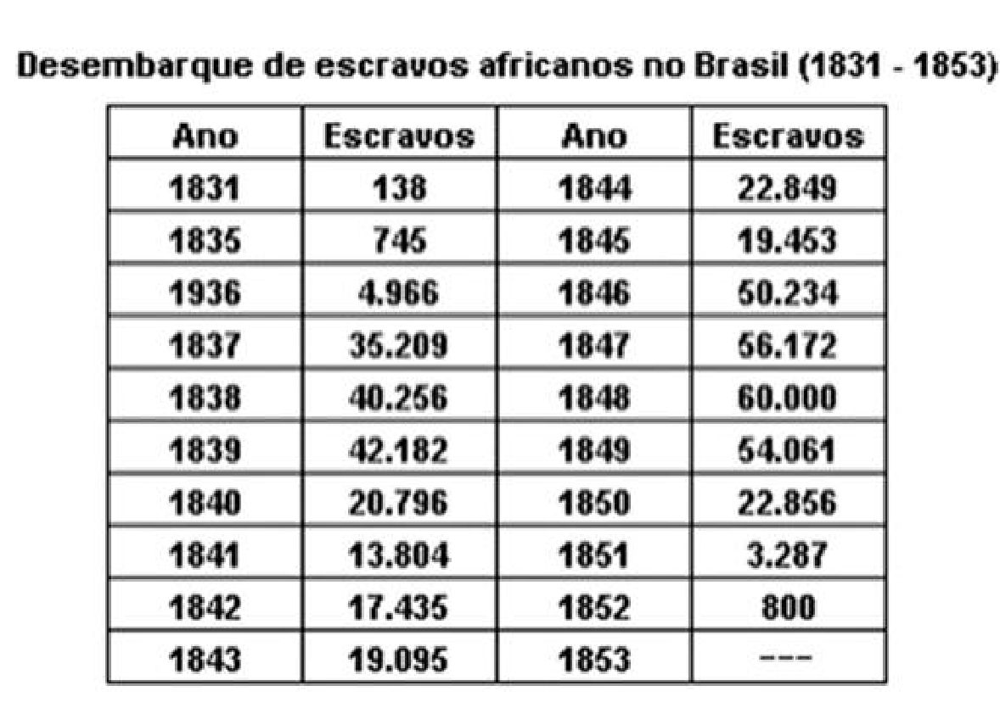 Desembarque de escravos africanos no Brasil (1831 - 1853)
Ano Escravos Ano Escravos
1831 138 1844 22.849
1835 745 1845 19.453
1936 4.966 1846 50.234
1837 35.209 1847 56.172
1838 40.256 1848 60.000
1839 42.182 1849 54.061
1840 20.796 1850 22.856
1841 13.804 1851 3.287
1842 17.435 1852 800
1843 19.095 1853 ---